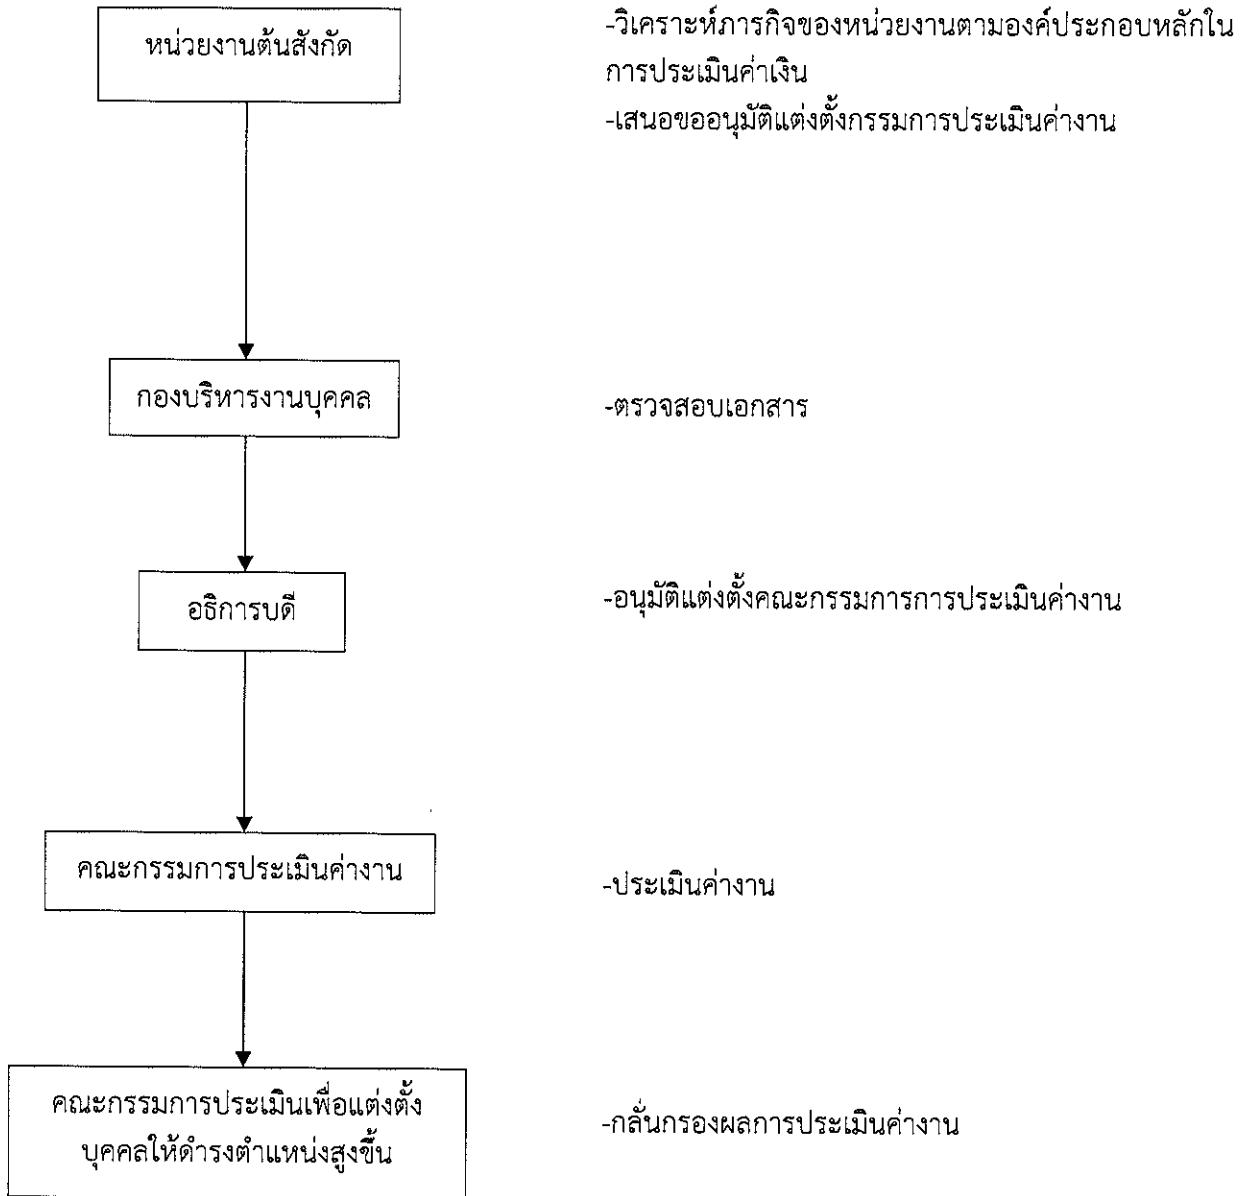 หน่วยงานต้นสังกัด
-วิเคราะห์ภารกิจของหน่วยงานตามองค์ประกอบหลักใน
การประเมินค่าเงิน
-เสนอขออนุมัติแต่งตั้งกรรมการประเมินค่างาน
กองบริหารงานบุคคล
-ตรวจสอบเอกสาร
อธิการบดี
-อนุมัติแต่งตั้งคณะกรรมการการประเมินค่างาน
คณะกรรมการประเมินค่างาน
-ประเมินค่างาน
คณะกรรมการประเมินเพื่อแต่งตั้ง
บุคคลให้ดำรงตำแหน่งสูงขึ้น
-กลั่นกรองผลการประเมินค่างาน